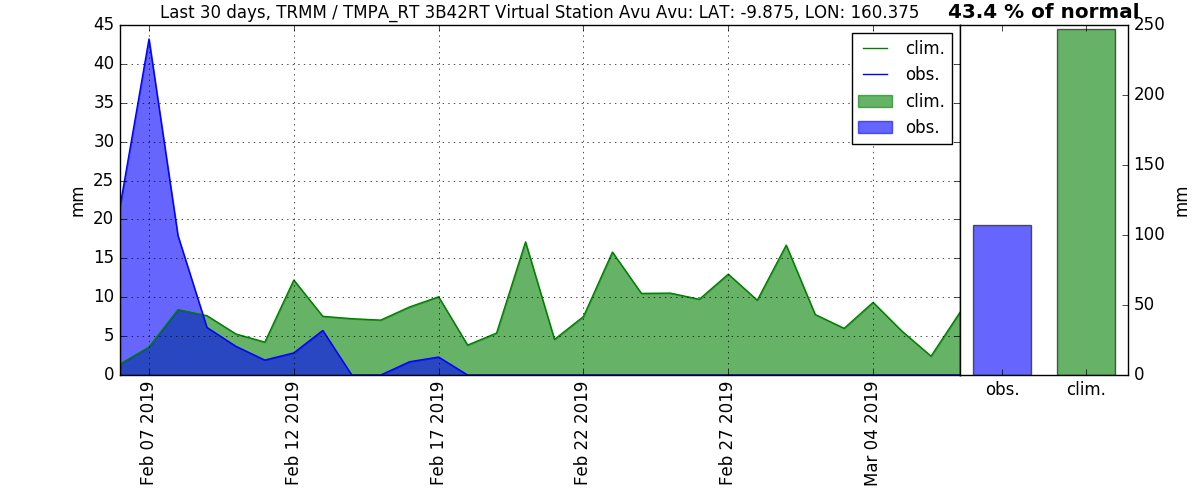 Last 30 days, TRMM / TMPA_RT 3B42RT Virtual Station Avu Avu: LAT: -9.875, LON: 160.375
43.4 % of normal
45
40
35
30
25
20
15
10
5
0
mm
clim.
obs.
clim.
obs.
Feb 07 2019
Feb 12 2019
Feb 17 2019
Feb 22 2019
Feb 27 2019
Mar 04 2019
250
200
150
100
50
0
mm
obs.
clim.